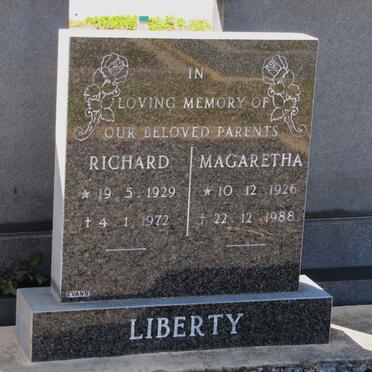 IN
LOVING MEMORY OF
OUR BELOVED PARENTS
RICHARD MAGARETHA
* 19.5.1929 * 10.12.1926
† 4.1.1972 † 22.12.1988
EVANS
LIBERTY